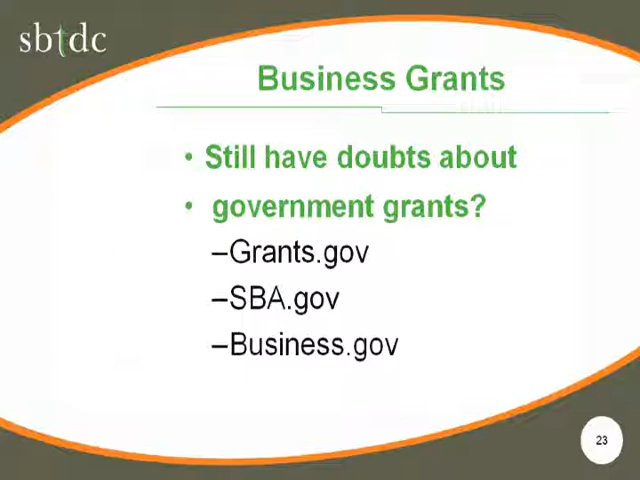 sbtdc
Business Grants
• Still have doubts about
• government grants?
–Grants.gov
–SBA.gov
–Business.gov
23